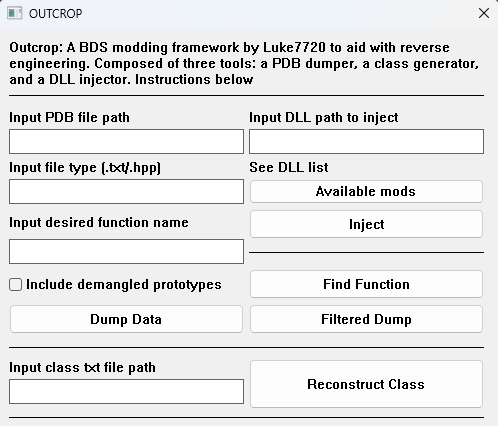 OUTCROP
Outcrop: A BDS modding framework by Luke7720 to aid with reverse
engineering. Composed of three tools: a PDB dumper, a class generator,
and a DLL injector. Instructions below
Input PDB file path
Input DLL path to inject
Input file type (.txt/.hpp)
See DLL list
Available mods
Input desired function name
Inject
Include demangled prototypes
Find Function
Dump Data
Filtered Dump
Input class txt file path
Reconstruct Class